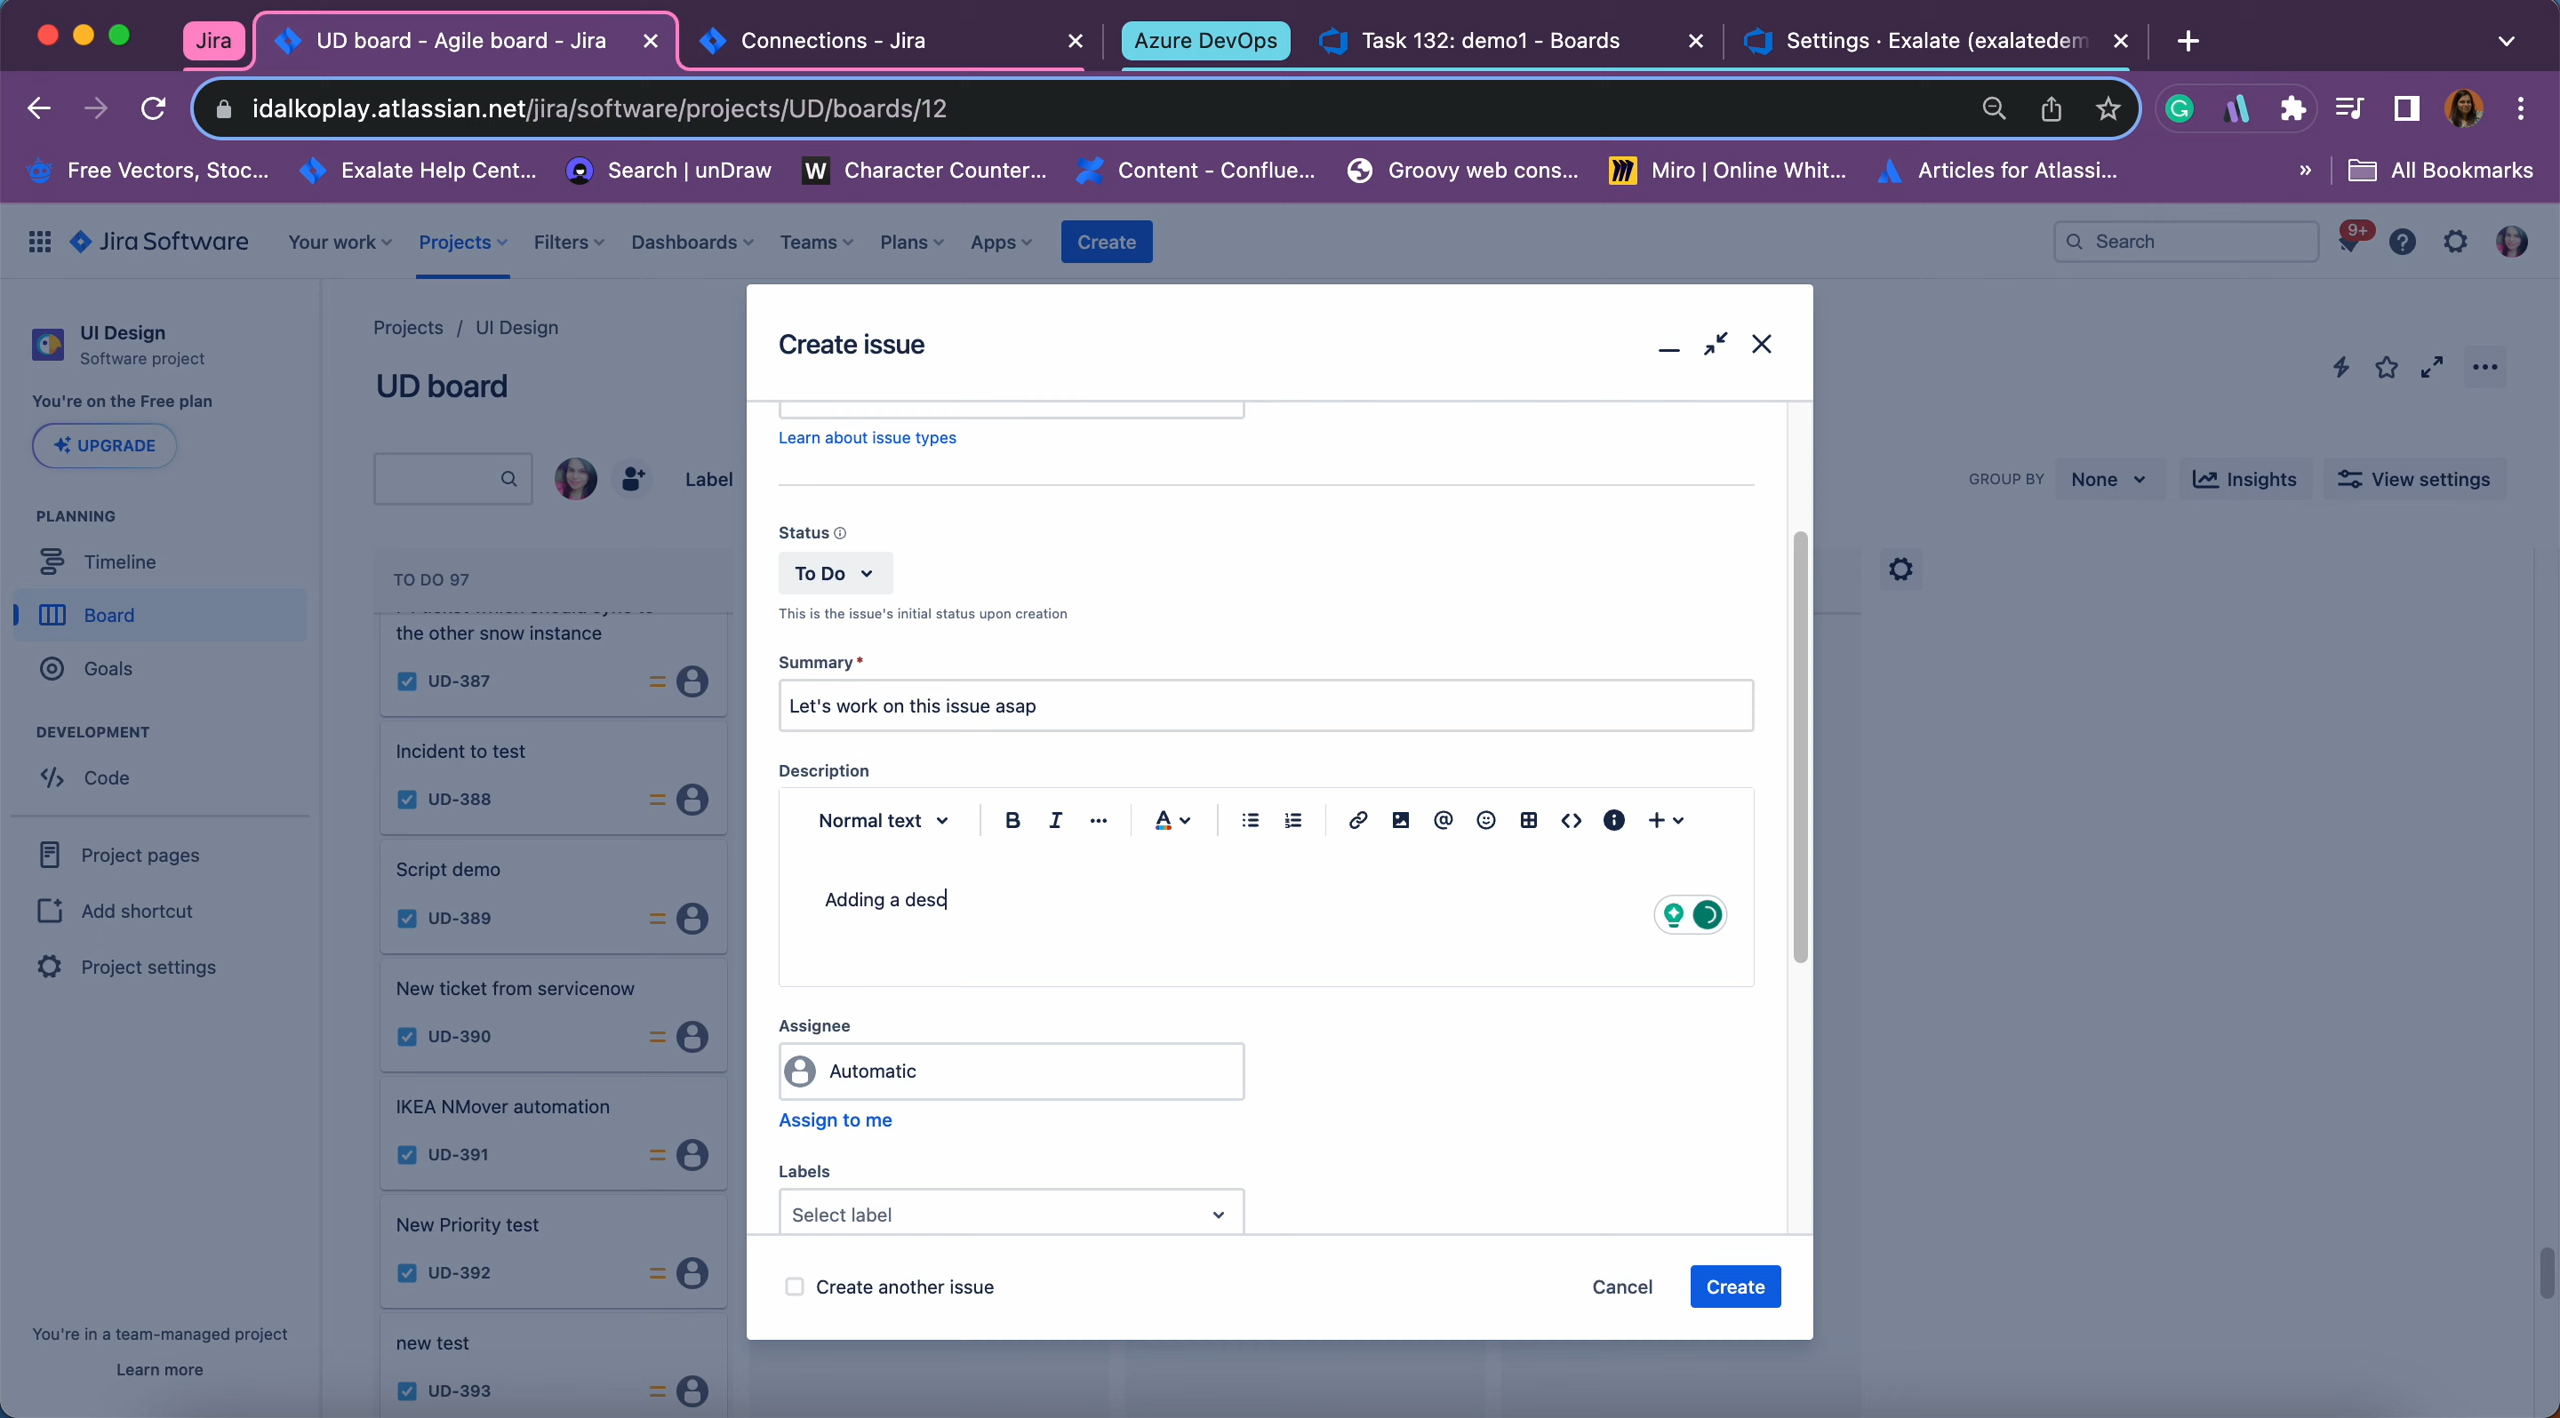 Jira
UD board - Agile board - Jira
Connections - Jira
Azure DevOps
Task 132: demo1 - Boards
Settings · Exalate (exalatedem
idalkoplay.atlassian.net/jira/software/projects/UD/boards/12
Free Vectors, Stoc...
Exalate Help Cent...
Search | unDraw
W Character Counter...
Content - Conflue...
Groovy web cons...
Miro | Online Whit...
Articles for Atlassi...
»
All Bookmarks
Jira Software
Your work
Projects
Filters
Dashboards
Teams
Plans
Apps
Create
Search
9+
UI Design
Software project
You're on the Free plan
UPGRADE
PLANNING
Timeline
Board
Goals
DEVELOPMENT
Code
Project pages
Add shortcut
Project settings
You're in a team-managed project
Learn more
Projects / UI Design
UD board
Label
GROUP BY
None
Insights
View settings
TO DO 97
the other snow instance
UD-387
Incident to test
UD-388
Script demo
UD-389
New ticket from servicenow
UD-390
IKEA NMover automation
UD-391
New Priority test
UD-392
new test
UD-393
Create issue
Learn about issue types
Status
To Do
This is the issue's initial status upon creation
Summary *
Let's work on this issue asap
Description
Normal text
B I ... A
Adding a desc
Assignee
Automatic
Assign to me
Labels
Select label
Create another issue
Cancel
Create